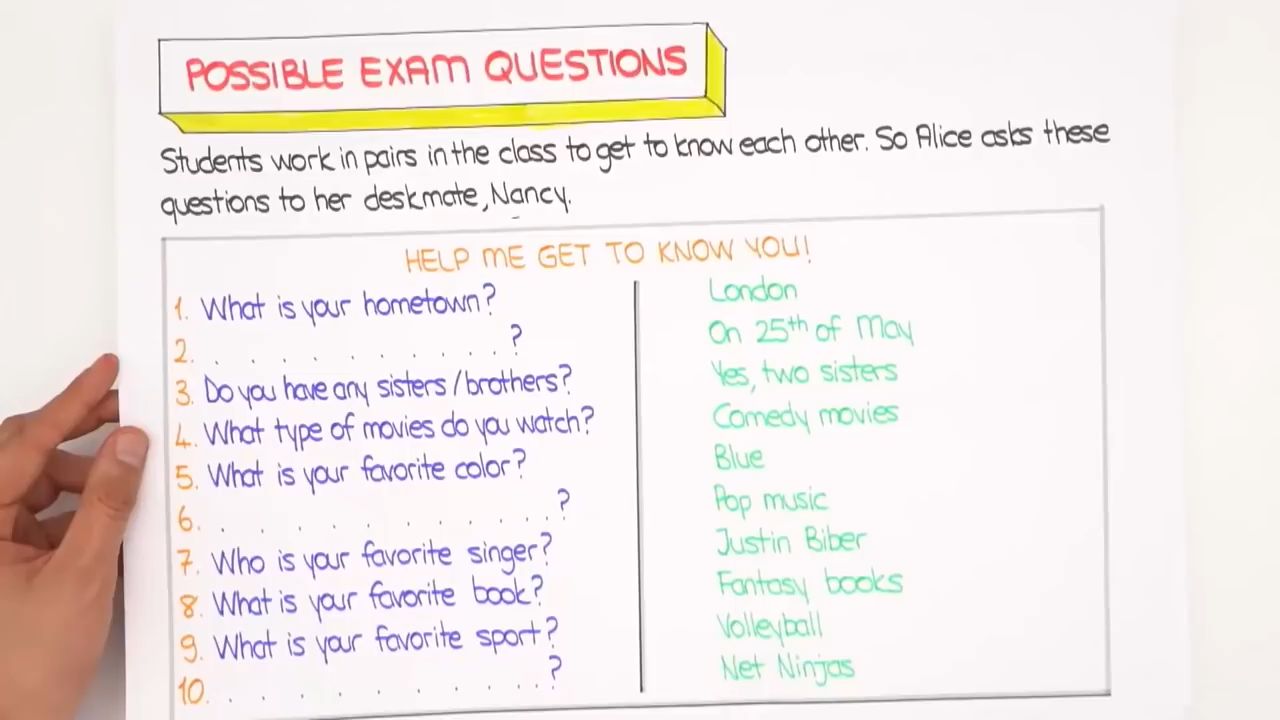 POSSIBLE EXAM QUESTIONS
Students work in pairs in the class to get to know each other. So Alice asks these
questions to her deskmate, Nancy.
HELP ME GET TO KNOW YOU!
1. What is your hometown? London
2. . . . . . . . . . . ? On 25th of May
3. Do you have any sisters/brothers? Yes, two sisters
4. What type of movies do you watch? Comedy movies
5. What is your favorite color? Blue
6. . . . . . . . . . . . ? Pop music
7. Who is your favorite singer? Justin Biber
8. What is your favorite book? Fantasy books
9. What is your favorite sport? Volleyball
10. . . . . . . . . . . . ? Net Ninjas